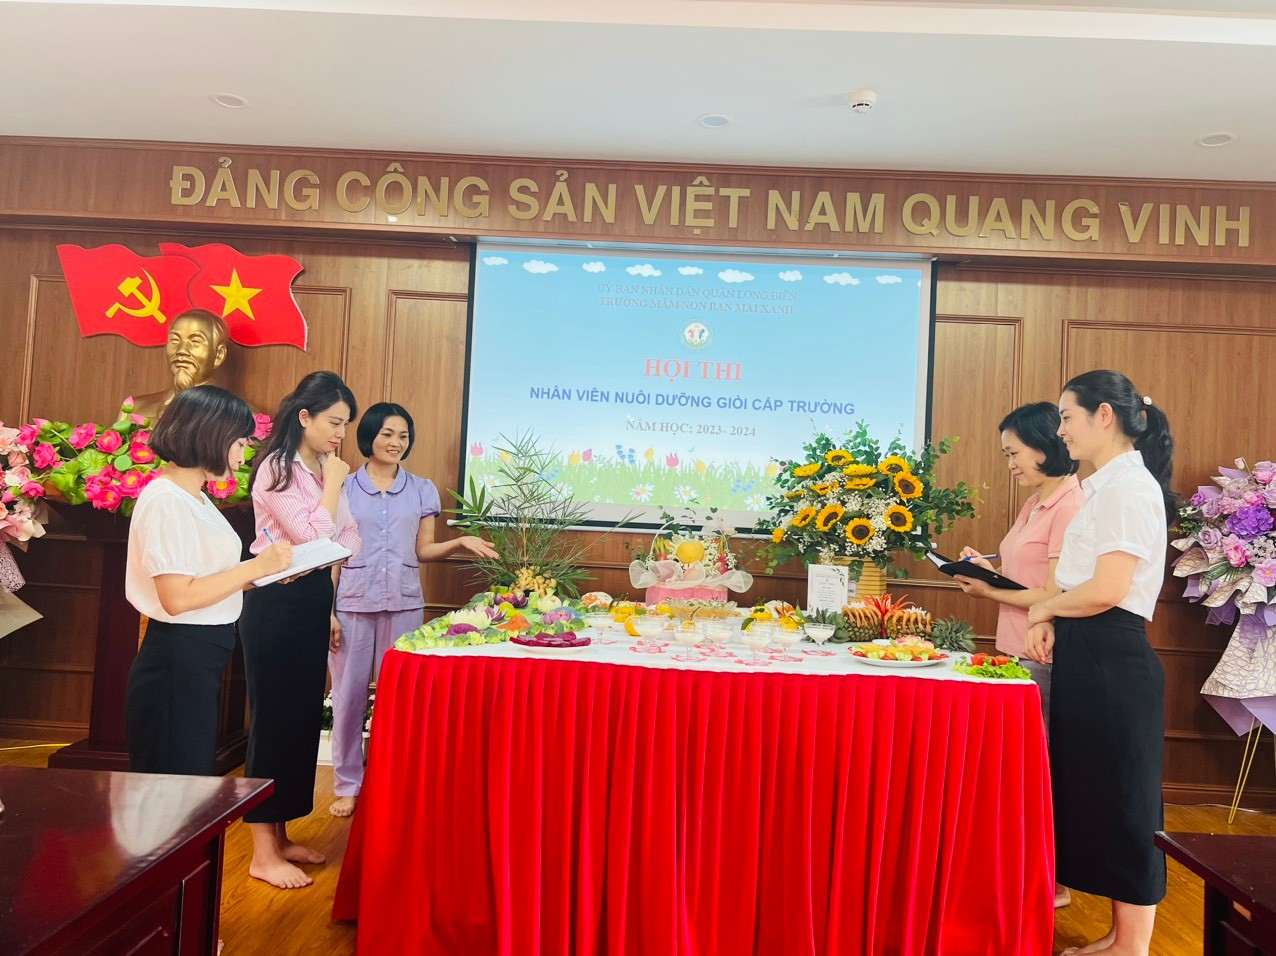 ĐẢNG CỘNG SẢN VIỆT NAM QUANG VINH
ỦY BAN NHÂN DÂN QUẬN LONG BIÊN
TRƯỜNG MẦM NON BAN MAI XANH
HỘI THI
NHÂN VIÊN NUÔI DƯỠNG GIỎI CẤP TRƯỜNG
NĂM HỌC: 2023- 2024